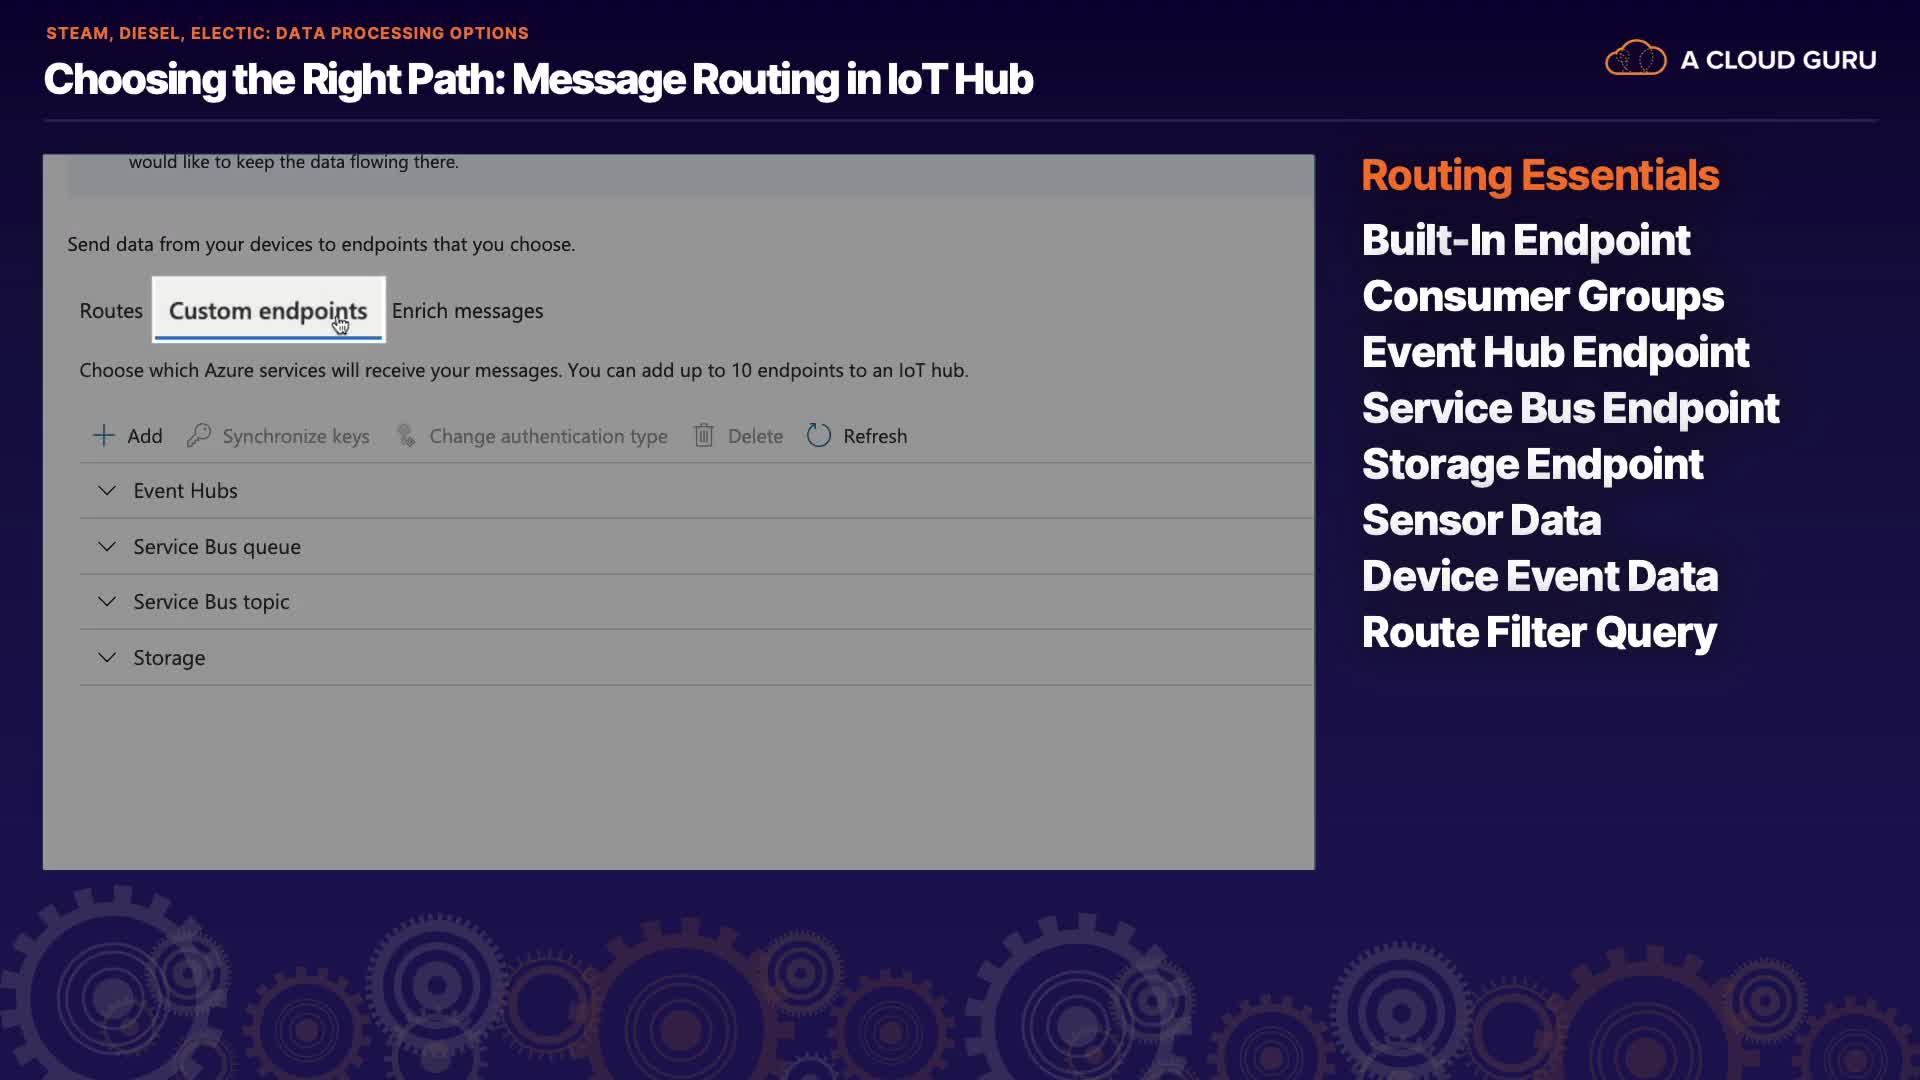 STEAM, DIESEL, ELECTIC: DATA PROCESSING OPTIONS
Choosing the Right Path: Message Routing in IoT Hub
A CLOUD GURU
would like to keep the data flowing there.
Send data from your devices to endpoints that you choose.
Routes Custom endpoints Enrich messages
Choose which Azure services will receive your messages. You can add up to 10 endpoints to an IoT hub.
Add Synchronize keys Change authentication type Delete Refresh
Event Hubs
Service Bus queue
Service Bus topic
Storage
Routing Essentials
Built-In Endpoint
Consumer Groups
Event Hub Endpoint
Service Bus Endpoint
Storage Endpoint
Sensor Data
Device Event Data
Route Filter Query